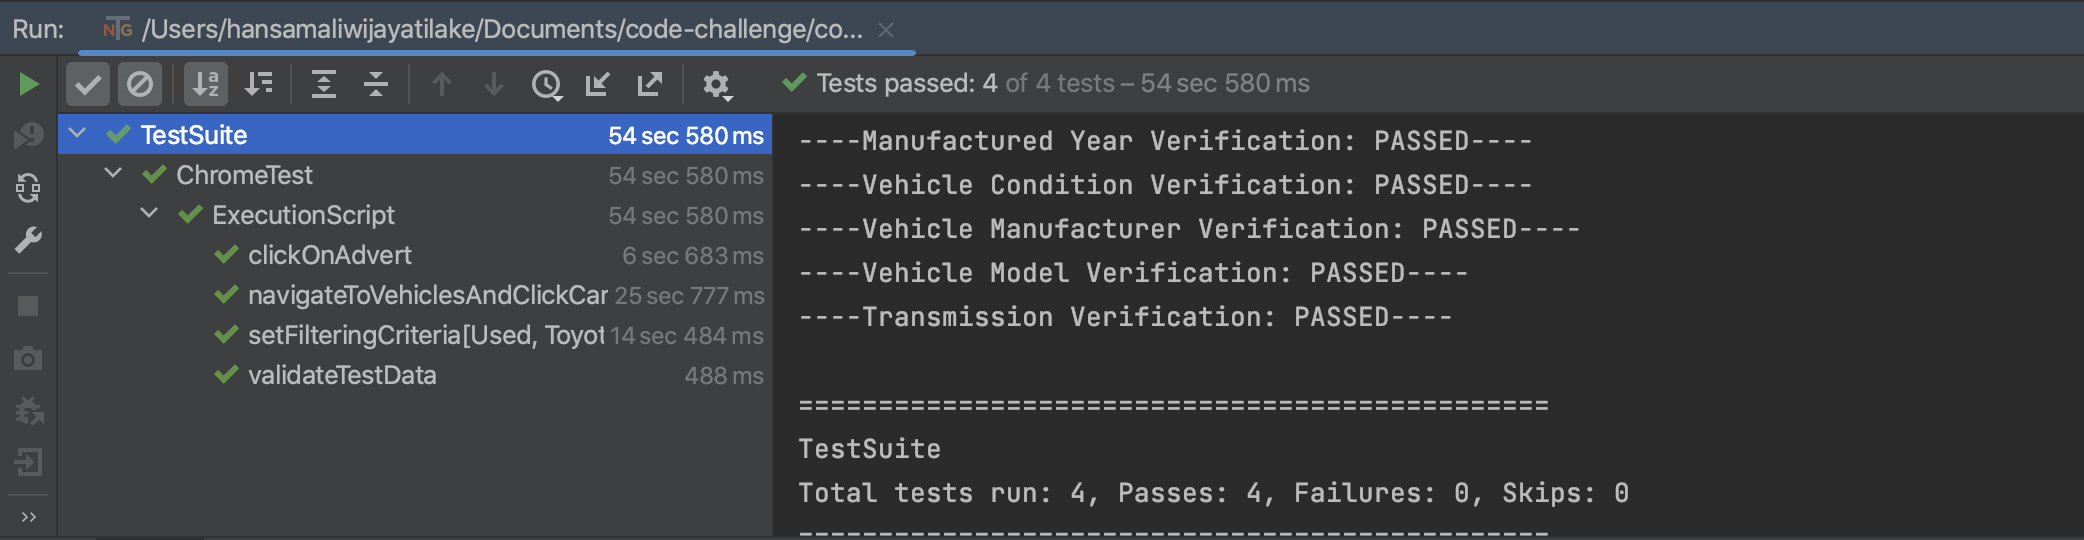 Run: NTG /Users/hansamaliwijayatilake/Documents/code-challenge/co...
Tests passed: 4 of 4 tests – 54 sec 580 ms
TestSuite 54 sec 580 ms
ChromeTest 54 sec 580 ms
ExecutionScript 54 sec 580 ms
clickOnAdvert 6 sec 683 ms
navigateToVehiclesAndClickCar 25 sec 777 ms
setFilteringCriteria[Used, Toyot 14 sec 484 ms
validateTestData 488 ms
----Manufactured Year Verification: PASSED----
----Vehicle Condition Verification: PASSED----
----Vehicle Manufacturer Verification: PASSED----
----Vehicle Model Verification: PASSED----
----Transmission Verification: PASSED----
===============================================
TestSuite
Total tests run: 4, Passes: 4, Failures: 0, Skips: 0
===============================================